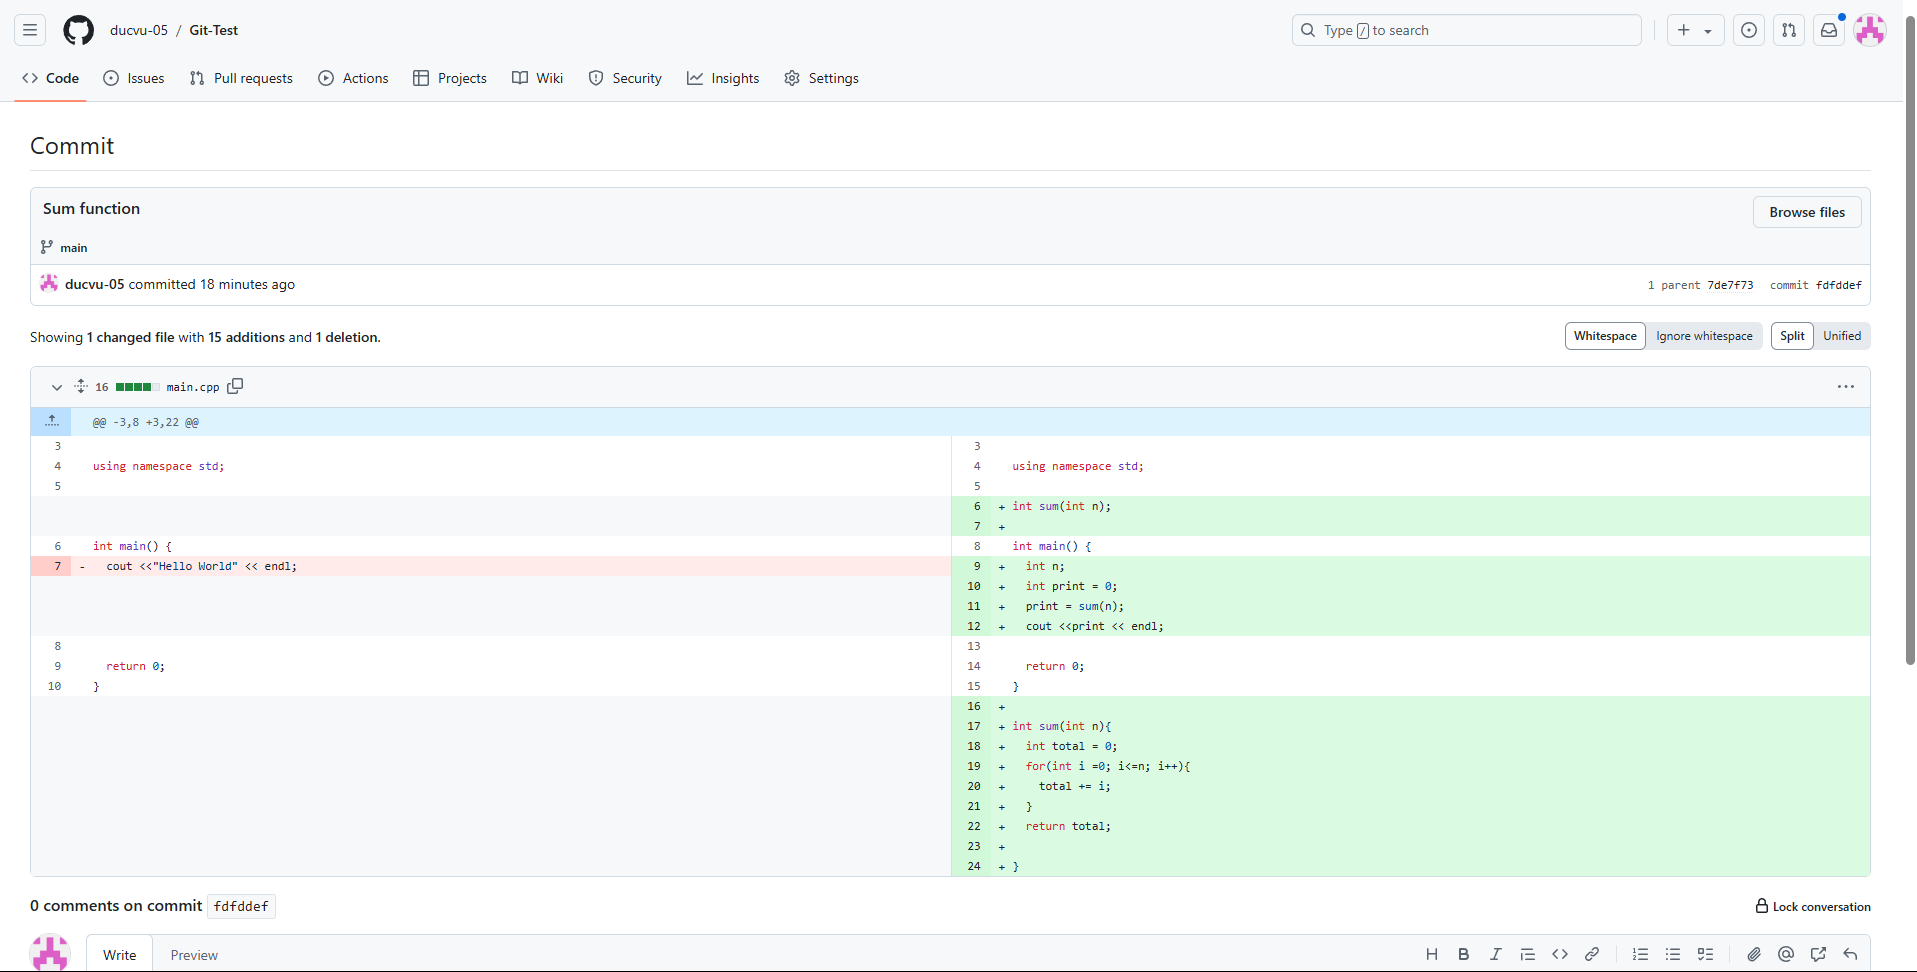 ducvu-05 / Git-Test
Type / to search
Code Issues Pull requests Actions Projects Wiki Security Insights Settings
Commit
Sum function
Browse files
main
ducvu-05 committed 18 minutes ago
1 parent 7de7f73 commit fdfddef
Showing 1 changed file with 15 additions and 1 deletion.
Whitespace Ignore whitespace Split Unified
16 main.cpp
@@ -3,8 +3,22 @@
3 3
4 using namespace std; 4 using namespace std;
5 5
6 + int sum(int n);
7 +
6 int main() { 8 int main() {
7 - cout <<"Hello World" << endl; 9 + int n;
10 + int print = 0;
11 + print = sum(n);
12 + cout <<print << endl;
8 13
9 return 0; 14 return 0;
10 } 15 }
16 +
17 + int sum(int n){
18 + int total = 0;
19 + for(int i =0; i<=n; i++){
20 + total += i;
21 + }
22 + return total;
23 +
24 + }
0 comments on commit fdfddef
Lock conversation
Write Preview